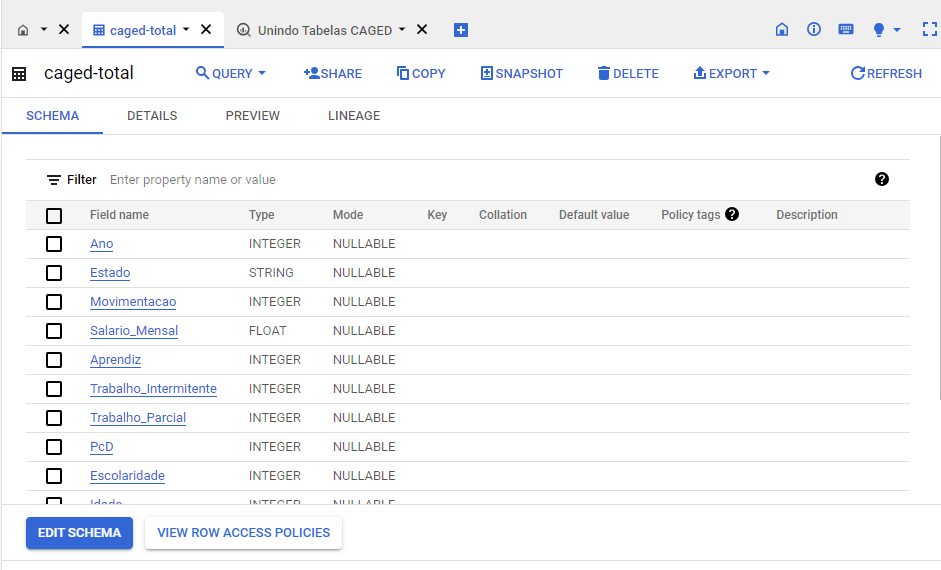 caged-total Unindo Tabelas CAGED
caged-total QUERY SHARE COPY SNAPSHOT DELETE EXPORT REFRESH
SCHEMA DETAILS PREVIEW LINEAGE
Filter Enter property name or value
Field name Type Mode Key Collation Default value Policy tags Description
Ano INTEGER NULLABLE
Estado STRING NULLABLE
Movimentacao INTEGER NULLABLE
Salario_Mensal FLOAT NULLABLE
Aprendiz INTEGER NULLABLE
Trabalho_Intermitente INTEGER NULLABLE
Trabalho_Parcial INTEGER NULLABLE
PcD INTEGER NULLABLE
Escolaridade INTEGER NULLABLE
Idade INTEGER NULLABLE
EDIT SCHEMA VIEW ROW ACCESS POLICIES